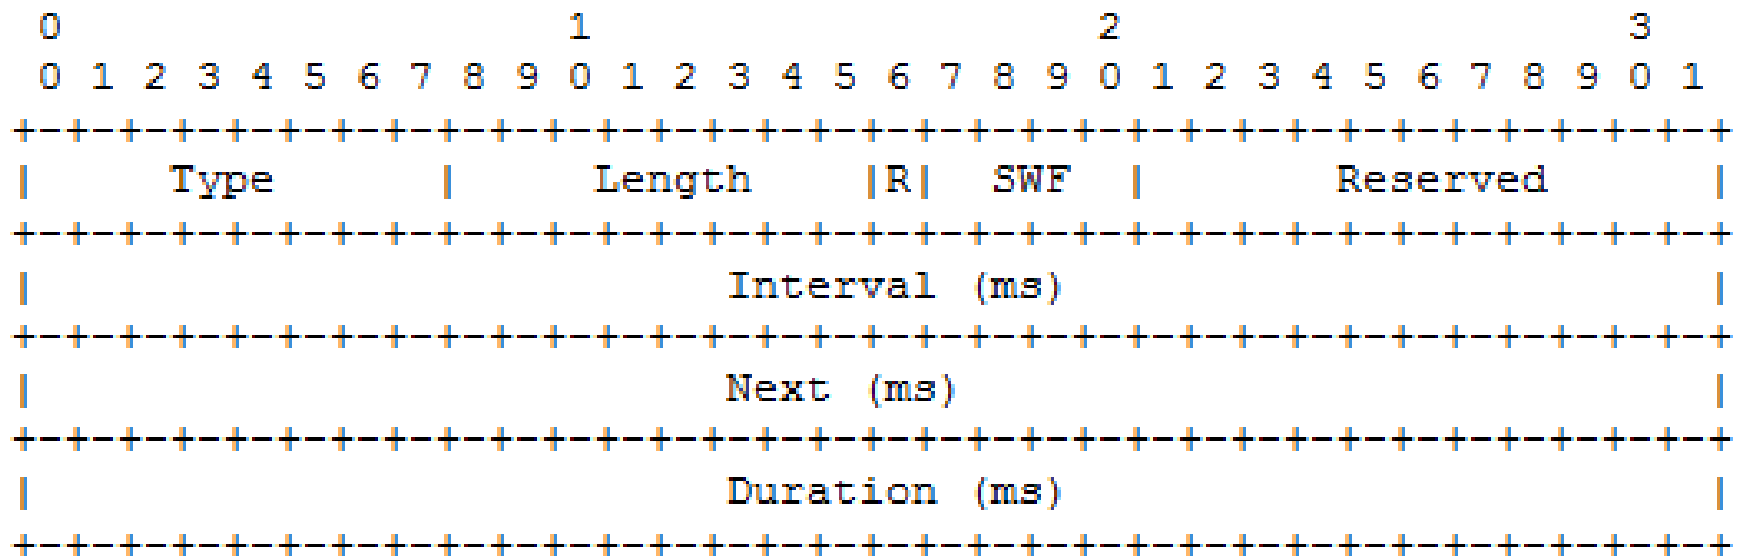 0                   1                   2                   3
 0 1 2 3 4 5 6 7 8 9 0 1 2 3 4 5 6 7 8 9 0 1 2 3 4 5 6 7 8 9 0 1
+-+-+-+-+-+-+-+-+-+-+-+-+-+-+-+-+-+-+-+-+-+-+-+-+-+-+-+-+-+-+-+-+
|     Type      |     Length    |R|  SWF  |       Reserved      |
+-+-+-+-+-+-+-+-+-+-+-+-+-+-+-+-+-+-+-+-+-+-+-+-+-+-+-+-+-+-+-+-+
|                          Interval (ms)                        |
+-+-+-+-+-+-+-+-+-+-+-+-+-+-+-+-+-+-+-+-+-+-+-+-+-+-+-+-+-+-+-+-+
|                          Next (ms)                            |
+-+-+-+-+-+-+-+-+-+-+-+-+-+-+-+-+-+-+-+-+-+-+-+-+-+-+-+-+-+-+-+-+
|                          Duration (ms)                        |
+-+-+-+-+-+-+-+-+-+-+-+-+-+-+-+-+-+-+-+-+-+-+-+-+-+-+-+-+-+-+-+-+